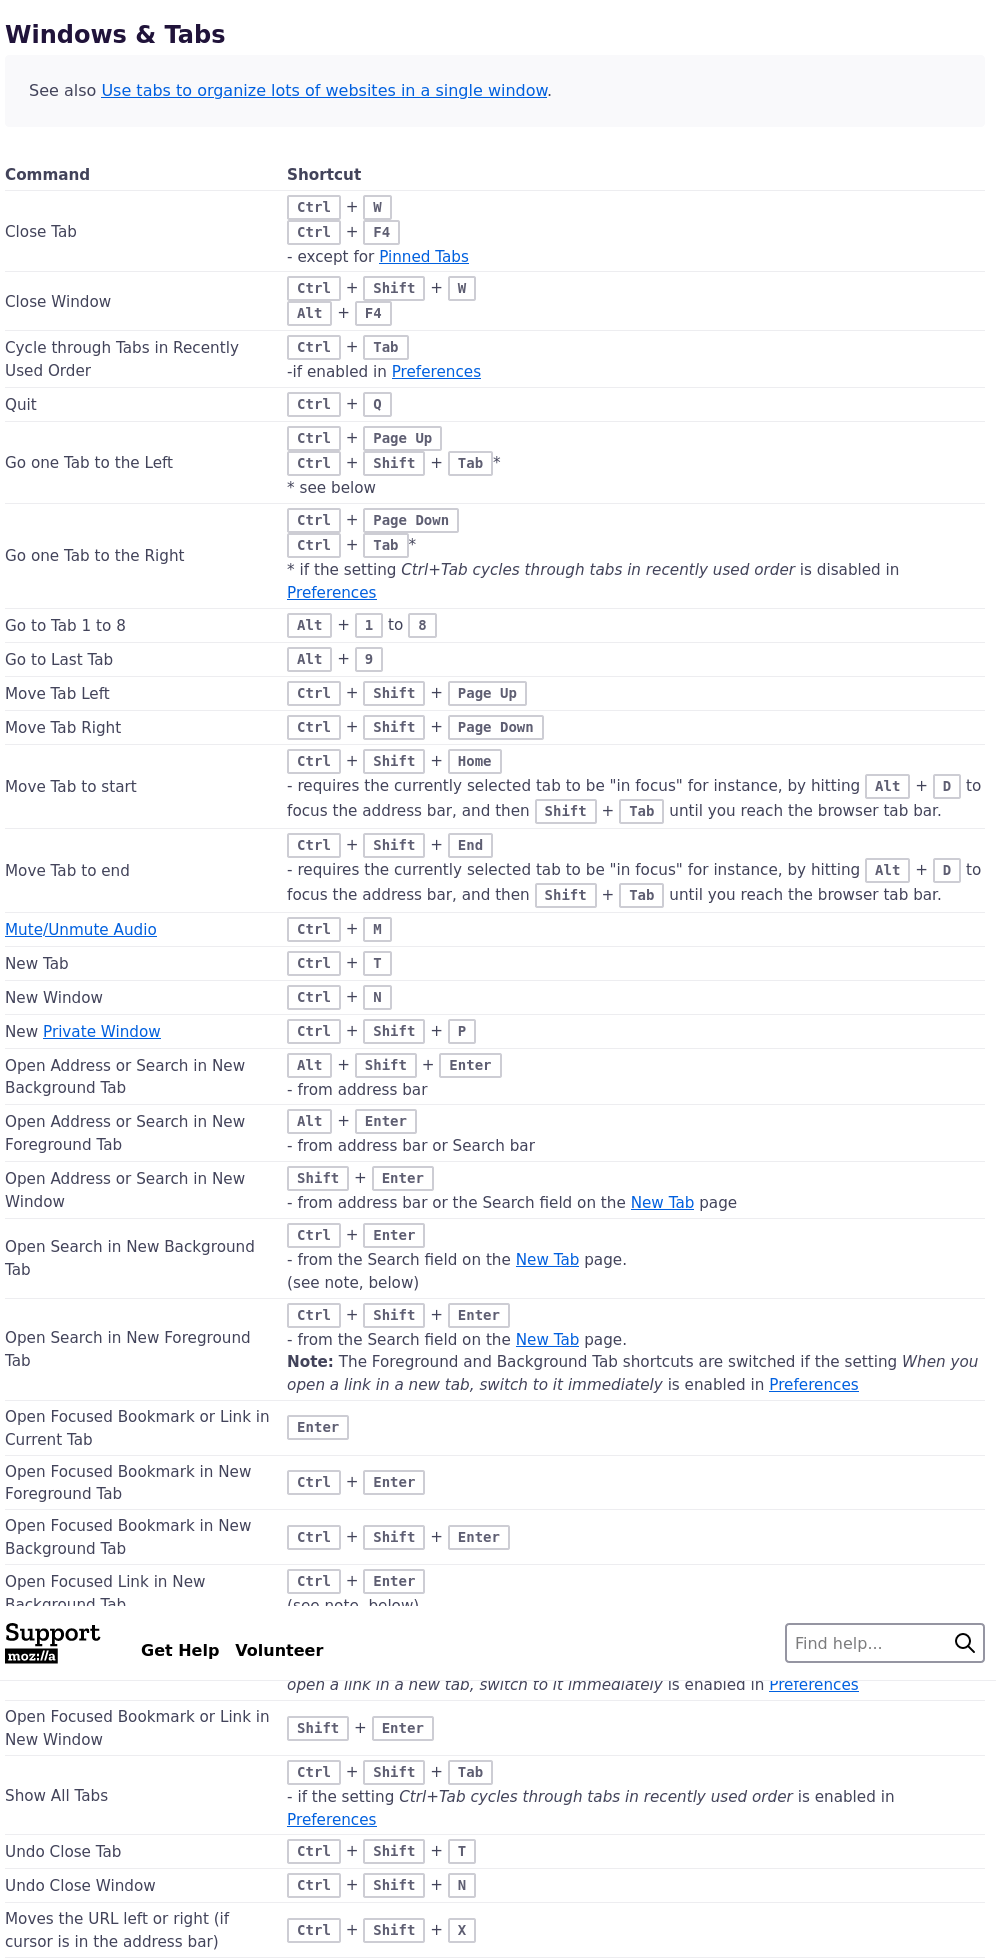 Windows & Tabs
See also Use tabs to organize lots of websites in a single window.
Command Shortcut
Close Tab
Ctrl + W
Ctrl + F4
- except for Pinned Tabs
Close Window
Ctrl + Shift + W
Alt + F4
Cycle through Tabs in Recently
Used Order
Ctrl + Tab
-if enabled in Preferences
Quit
Ctrl + Q
Go one Tab to the Left
Ctrl + Page Up
Ctrl + Shift + Tab*
* see below
Go one Tab to the Right
Ctrl + Page Down
Ctrl + Tab*
* if the setting Ctrl+Tab cycles through tabs in recently used order is disabled in
Preferences
Go to Tab 1 to 8
Alt + 1 to 8
Go to Last Tab
Alt + 9
Move Tab Left
Ctrl + Shift + Page Up
Move Tab Right
Ctrl + Shift + Page Down
Move Tab to start
Ctrl + Shift + Home
- requires the currently selected tab to be "in focus" for instance, by hitting Alt + D to
focus the address bar, and then Shift + Tab until you reach the browser tab bar.
Move Tab to end
Ctrl + Shift + End
- requires the currently selected tab to be "in focus" for instance, by hitting Alt + D to
focus the address bar, and then Shift + Tab until you reach the browser tab bar.
Mute/Unmute Audio
Ctrl + M
New Tab
Ctrl + T
New Window
Ctrl + N
New Private Window
Ctrl + Shift + P
Open Address or Search in New
Background Tab
Alt + Shift + Enter
- from address bar
Open Address or Search in New
Foreground Tab
Alt + Enter
- from address bar or Search bar
Open Address or Search in New
Window
Shift + Enter
- from address bar or the Search field on the New Tab page
Open Search in New Background
Tab
Ctrl + Enter
- from the Search field on the New Tab page.
(see note, below)
Open Search in New Foreground
Tab
Ctrl + Shift + Enter
- from the Search field on the New Tab page.
Note: The Foreground and Background Tab shortcuts are switched if the setting When you
open a link in a new tab, switch to it immediately is enabled in Preferences
Open Focused Bookmark or Link in
Current Tab
Enter
Open Focused Bookmark in New
Foreground Tab
Ctrl + Enter
Open Focused Bookmark in New
Background Tab
Ctrl + Shift + Enter
Open Focused Link in New
Background Tab
Ctrl + Enter
(see note, below)
Support
moz://a
Get Help Volunteer
Find help...
open a link in a new tab, switch to it immediately is enabled in Preferences
Open Focused Bookmark or Link in
New Window
Shift + Enter
Show All Tabs
Ctrl + Shift + Tab
- if the setting Ctrl+Tab cycles through tabs in recently used order is enabled in
Preferences
Undo Close Tab
Ctrl + Shift + T
Undo Close Window
Ctrl + Shift + N
Moves the URL left or right (if
cursor is in the address bar)
Ctrl + Shift + X